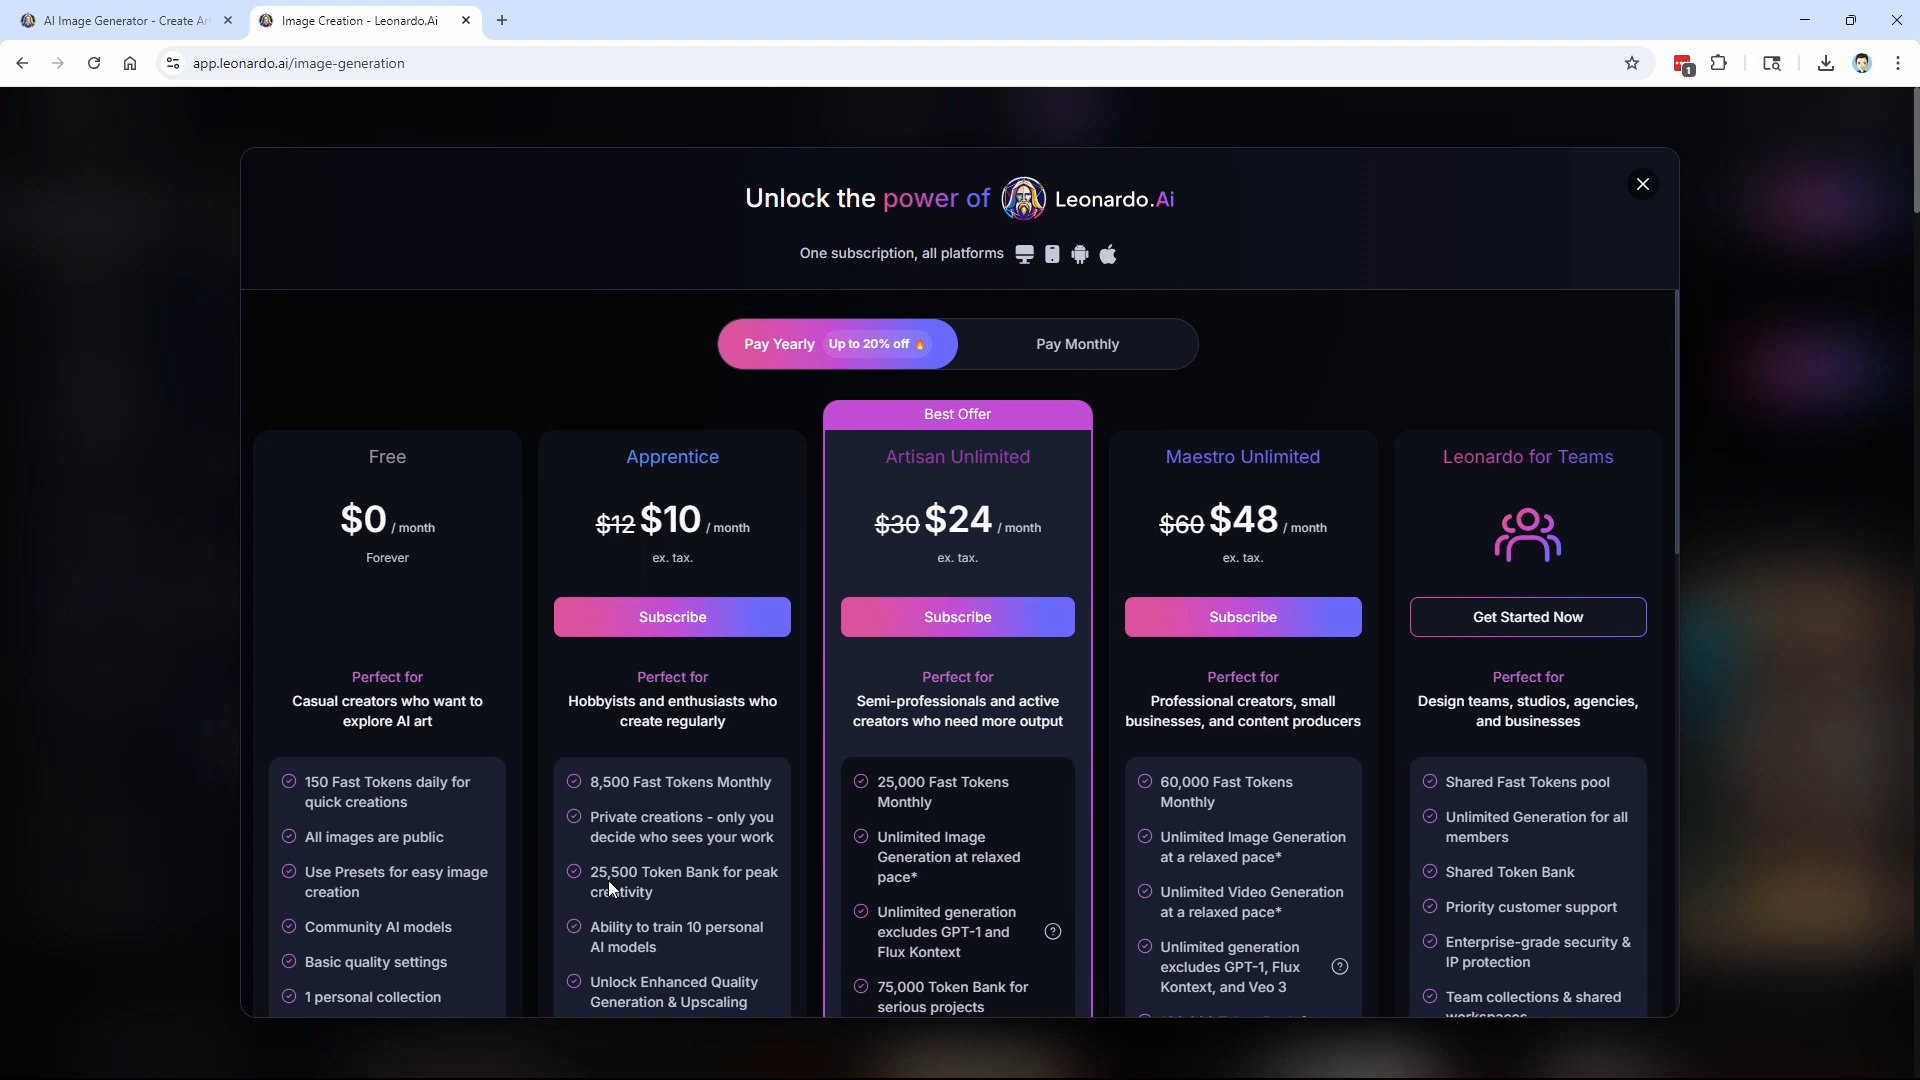 AI Image Generator - Create Ar
Image Creation - Leonardo.Ai
app.leonardo.ai/image-generation
1
Unlock the power of Leonardo.Ai
One subscription, all platforms
Pay Yearly Up to 20% off
Pay Monthly
Best Offer
Free
$0 / month
Forever
Perfect for
Casual creators who want to
explore AI art
150 Fast Tokens daily for
quick creations
All images are public
Use Presets for easy image
creation
Community AI models
Basic quality settings
1 personal collection
Apprentice
$12 $10 / month
ex. tax.
Subscribe
Perfect for
Hobbyists and enthusiasts who
create regularly
8,500 Fast Tokens Monthly
Private creations - only you
decide who sees your work
25,500 Token Bank for peak
creativity
Ability to train 10 personal
AI models
Unlock Enhanced Quality
Generation & Upscaling
Artisan Unlimited
$30 $24 / month
ex. tax.
Subscribe
Perfect for
Semi-professionals and active
creators who need more output
25,000 Fast Tokens
Monthly
Unlimited Image
Generation at relaxed
pace*
Unlimited generation
excludes GPT-1 and
Flux Kontext
?
75,000 Token Bank for
serious projects
Maestro Unlimited
$60 $48 / month
ex. tax.
Subscribe
Perfect for
Professional creators, small
businesses, and content producers
60,000 Fast Tokens
Monthly
Unlimited Image Generation
at a relaxed pace*
Unlimited Video Generation
at a relaxed pace*
Unlimited generation
excludes GPT-1, Flux
Kontext, and Veo 3
?
Leonardo for Teams
Get Started Now
Perfect for
Design teams, studios, agencies,
and businesses
Shared Fast Tokens pool
Unlimited Generation for all
members
Shared Token Bank
Priority customer support
Enterprise-grade security &
IP protection
Team collections & shared
workspaces